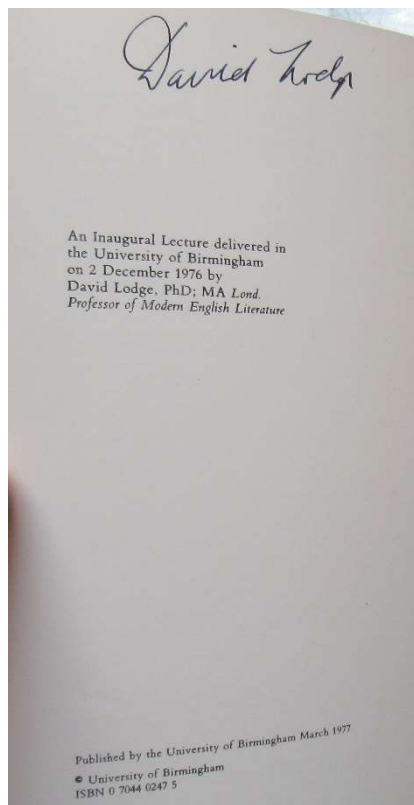 David Lodge
An Inaugural Lecture delivered in
the University of Birmingham
on 2 December 1976 by
David Lodge, PhD; MA Lond.
Professor of Modern English Literature
Published by the University of Birmingham March 1977
© University of Birmingham
ISBN 0 7044 0247 5